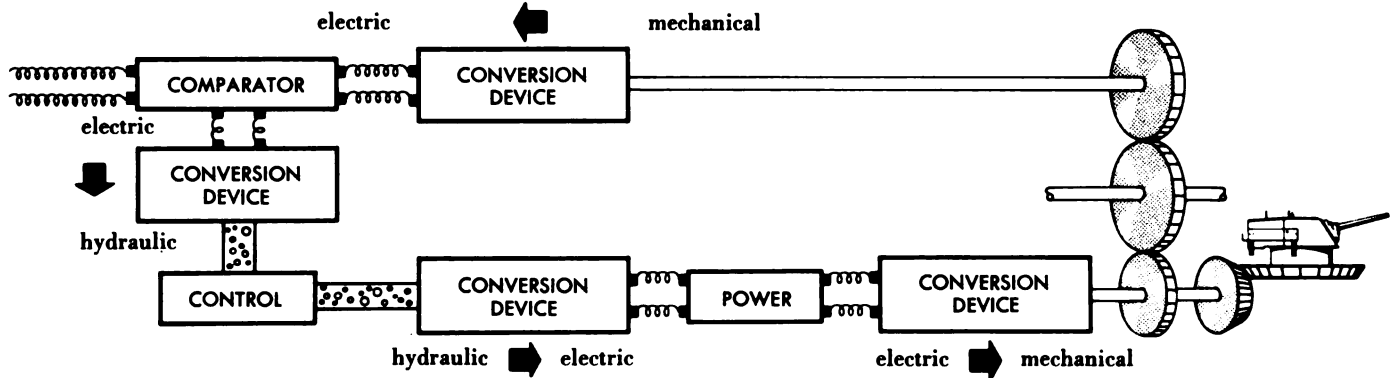 electric
mechanical
COMPARATOR
CONVERSION
DEVICE
electric
CONVERSION
DEVICE
hydraulic
CONTROL
CONVERSION
DEVICE
POWER
CONVERSION
DEVICE
hydraulic
electric
electric
mechanical